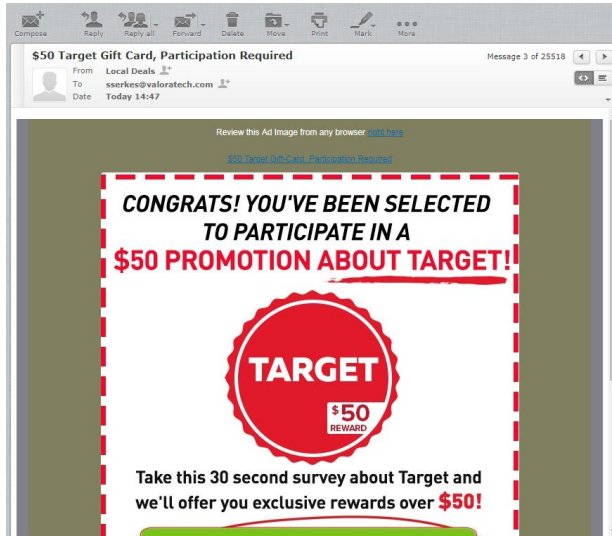 Compose Reply Reply all Forward Delete Move Print Mark More
$50 Target Gift Card, Participation Required
Message 3 of 25518
From Local Deals
To sserkes@valoratech.com
Date Today 14:47
Review this Ad Image from any browser right here
$50 Target Gift-Card, Participation Required
CONGRATS! YOU'VE BEEN SELECTED
TO PARTICIPATE IN A
$50 PROMOTION ABOUT TARGET!
TARGET
$50
REWARD
Take this 30 second survey about Target and
we'll offer you exclusive rewards over $50!